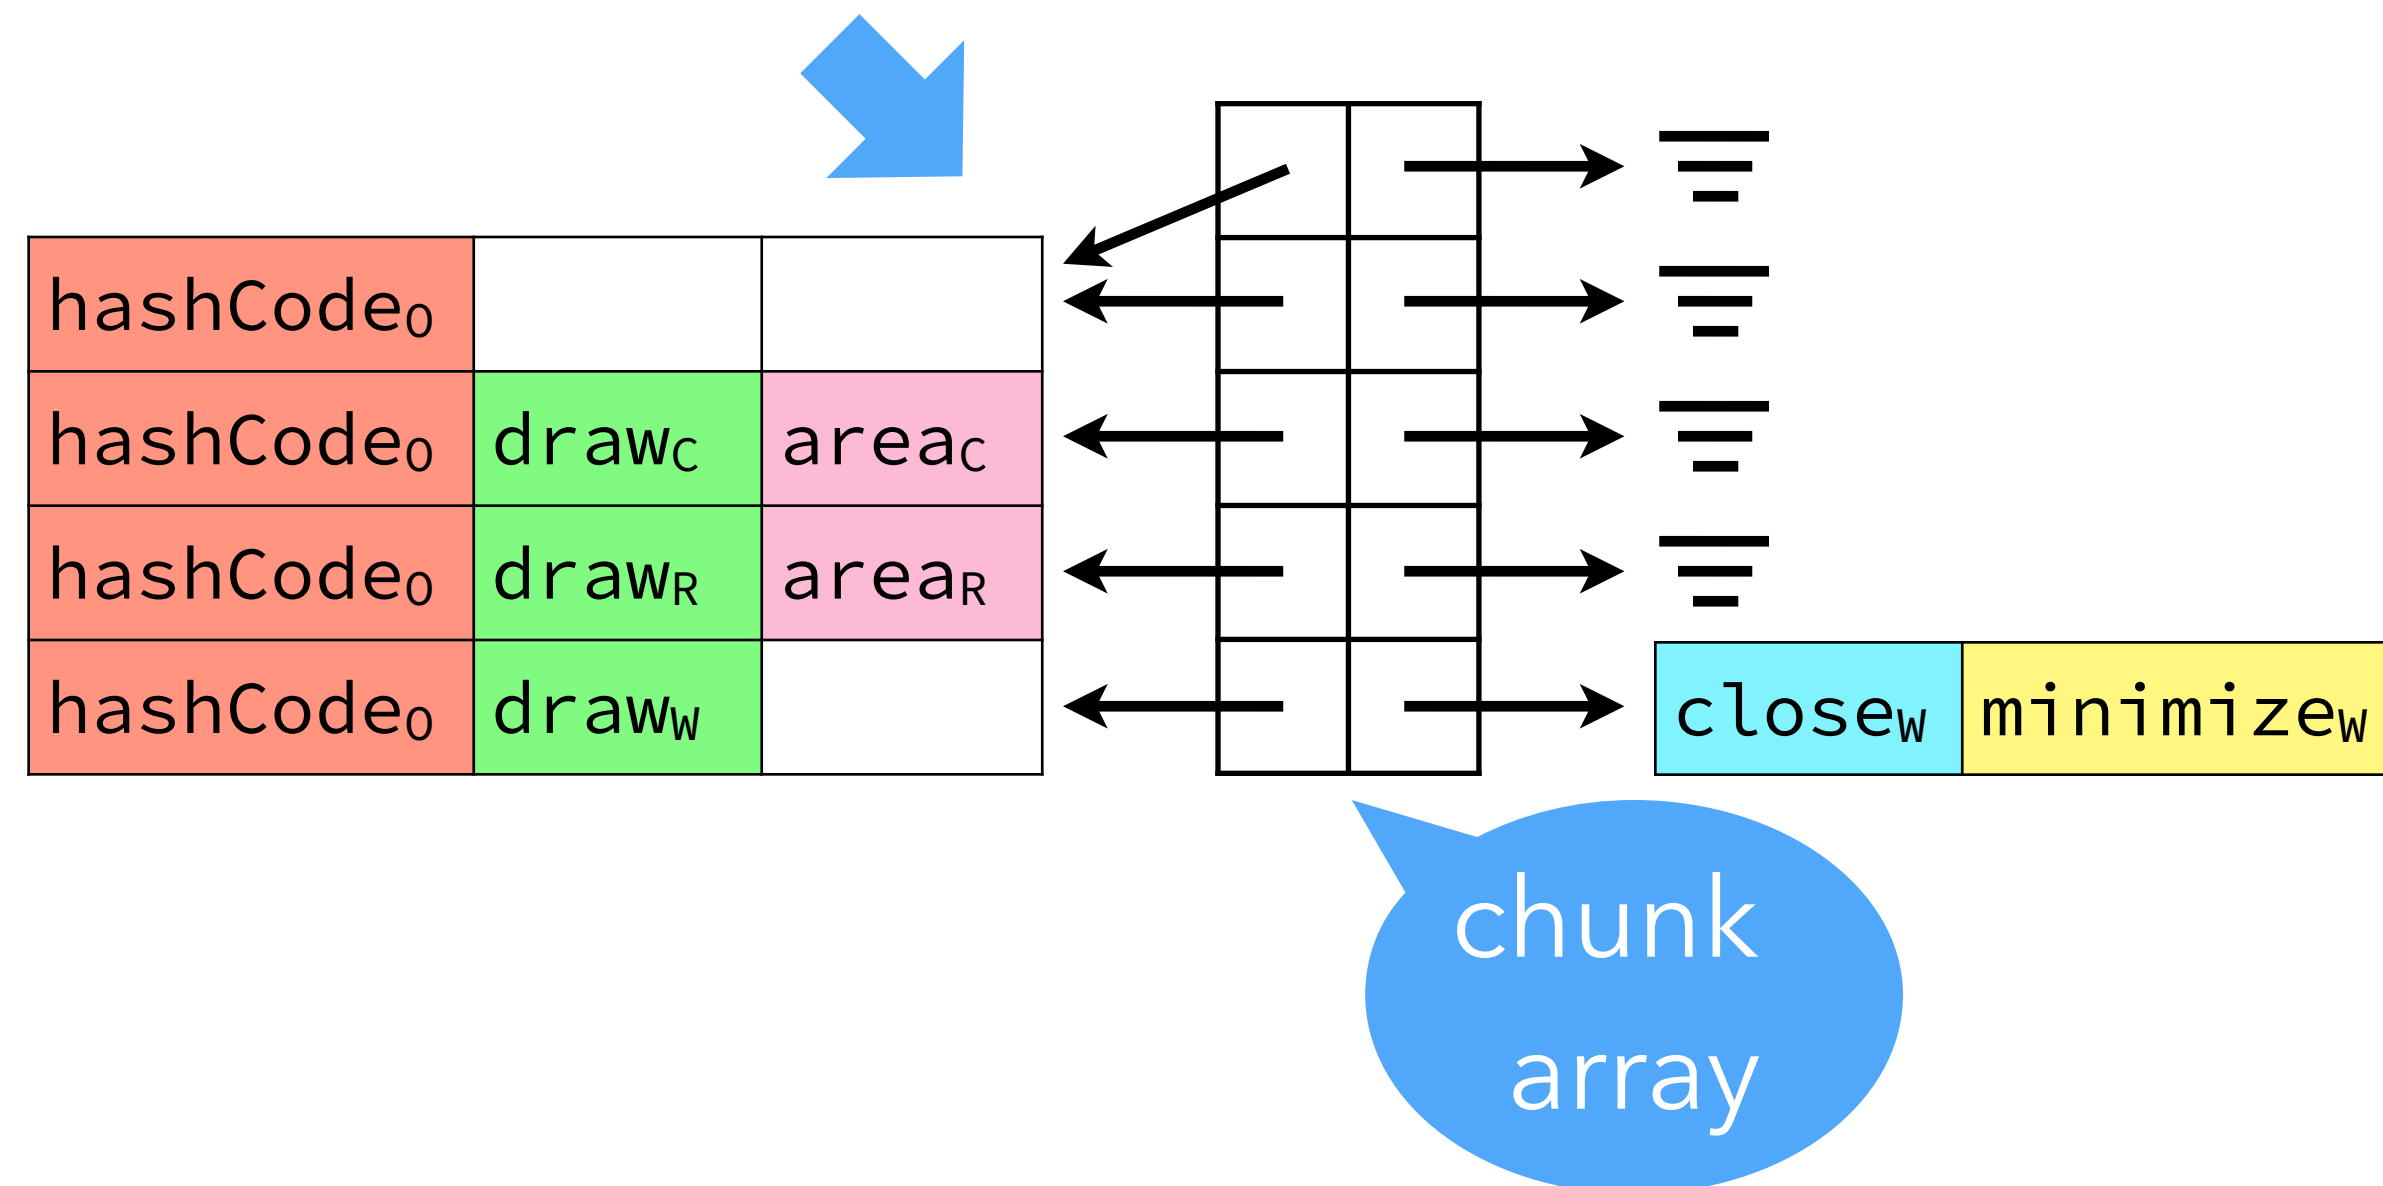 hashCodeO
hashCodeO drawC areaC
hashCodeO drawR areaR
hashCodeO drawW closeW minimizeW
chunk
array